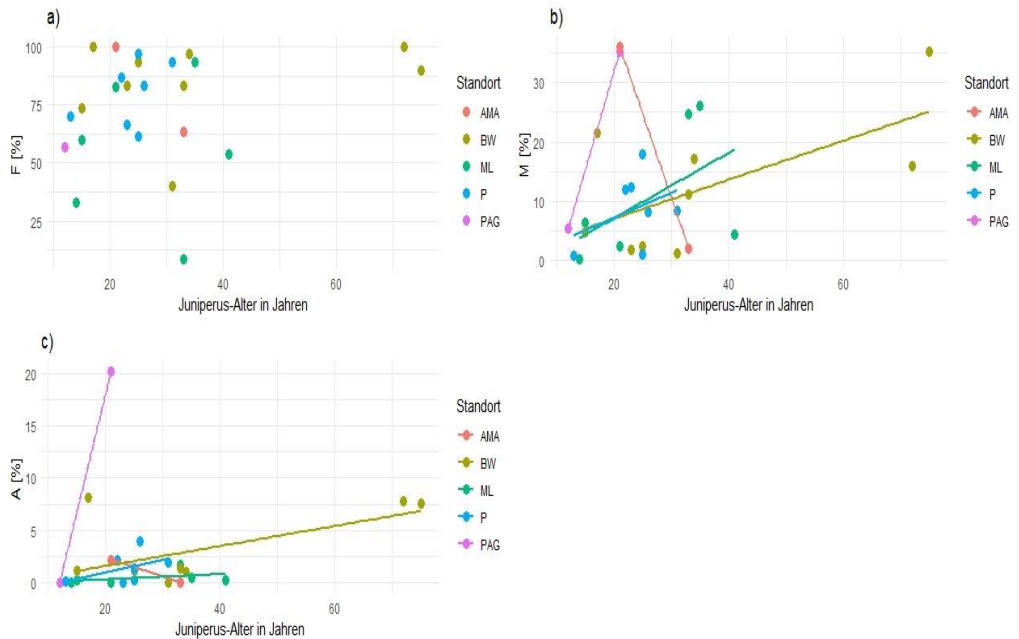 a)
F [%]
100
75
50
25
20
40
60
Juniperus-Alter in Jahren
Standort
AMA
BW
ML
P
PAG
b)
M [%]
30
20
10
0
20
40
60
Juniperus-Alter in Jahren
Standort
AMA
BW
ML
P
PAG
c)
A [%]
20
15
10
5
0
20
40
60
Juniperus-Alter in Jahren
Standort
AMA
BW
ML
P
PAG